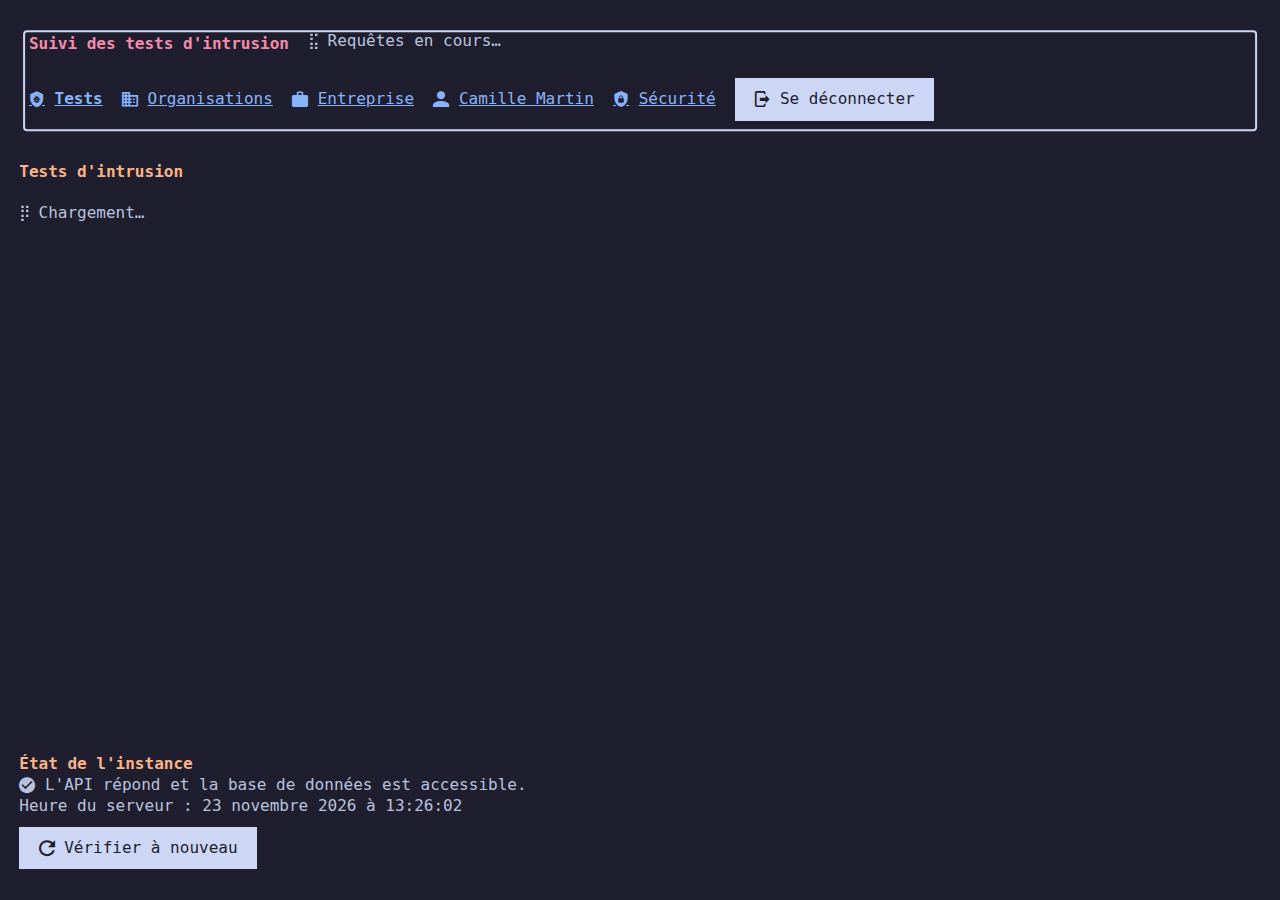 Suivi des tests d'intrusion ⣯ Requêtes en cours…
Tests Organisations Entreprise Camille Martin Sécurité Se déconnecter
Tests d'intrusion
Chargement…
État de l'instance
L'API répond et la base de données est accessible.
Heure du serveur : 23 novembre 2026 à 13:26:02
Vérifier à nouveau